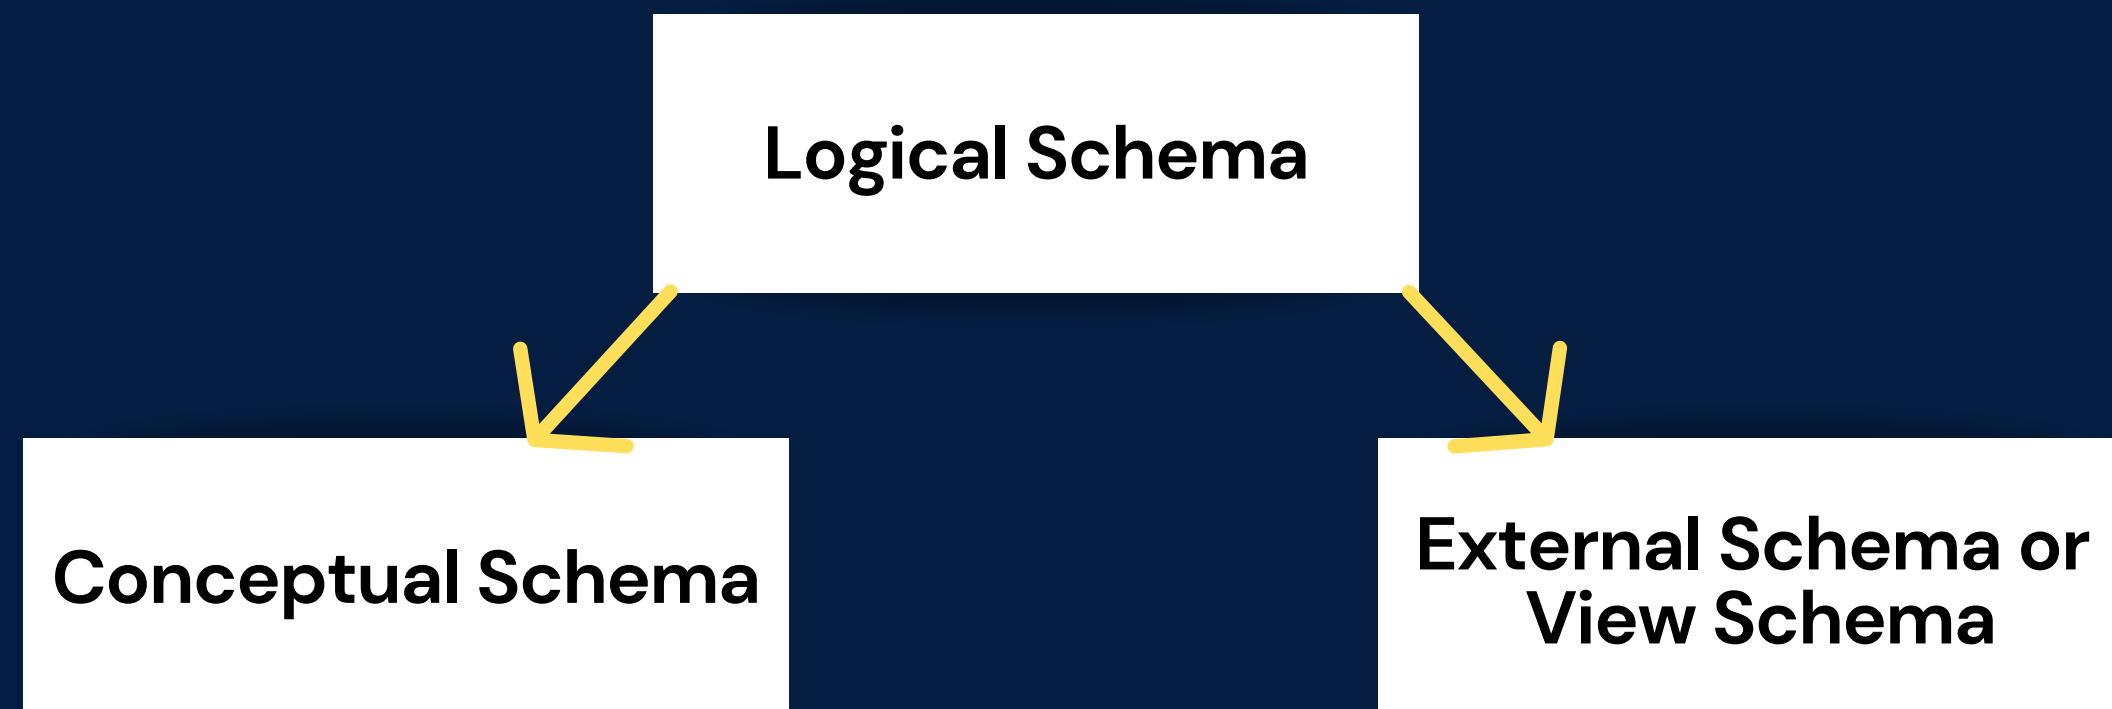 Logical Schema
Conceptual Schema
External Schema or
View Schema